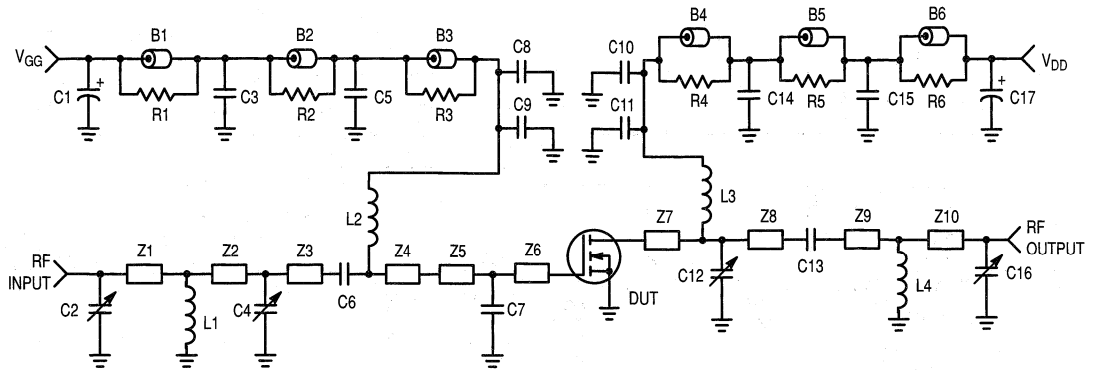 B1 B2 B3 C8 C10 B4 B5 B6
VGG VDD
C1 + C3 C5 C9 C11 C14 C15 + C17
R1 R2 R3 R4 R5 R6
L2 L3
Z1 Z2 Z3 Z4 Z5 Z6 Z7 Z8 Z9 Z10
RF
INPUT
RF
OUTPUT
C2 L1 C4 C6 C7 DUT C12 C13 L4 C16